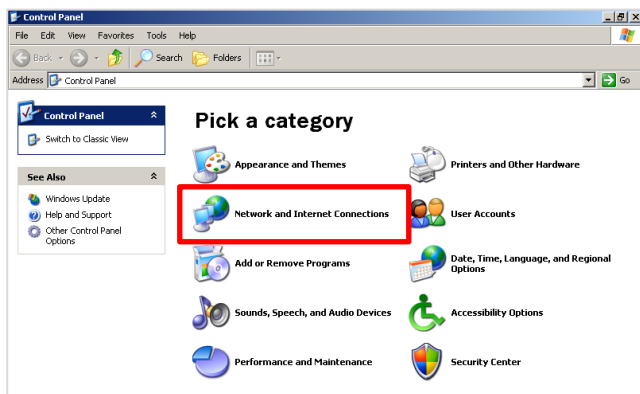 Control Panel
File Edit View Favorites Tools Help
Back Search Folders
Address Control Panel Go
Control Panel
Switch to Classic View
See Also
Windows Update
Help and Support
Other Control Panel
Options
Pick a category
Appearance and Themes
Printers and Other Hardware
Network and Internet Connections
User Accounts
Add or Remove Programs
Date, Time, Language, and Regional
Options
Sounds, Speech, and Audio Devices
Accessibility Options
Performance and Maintenance
Security Center